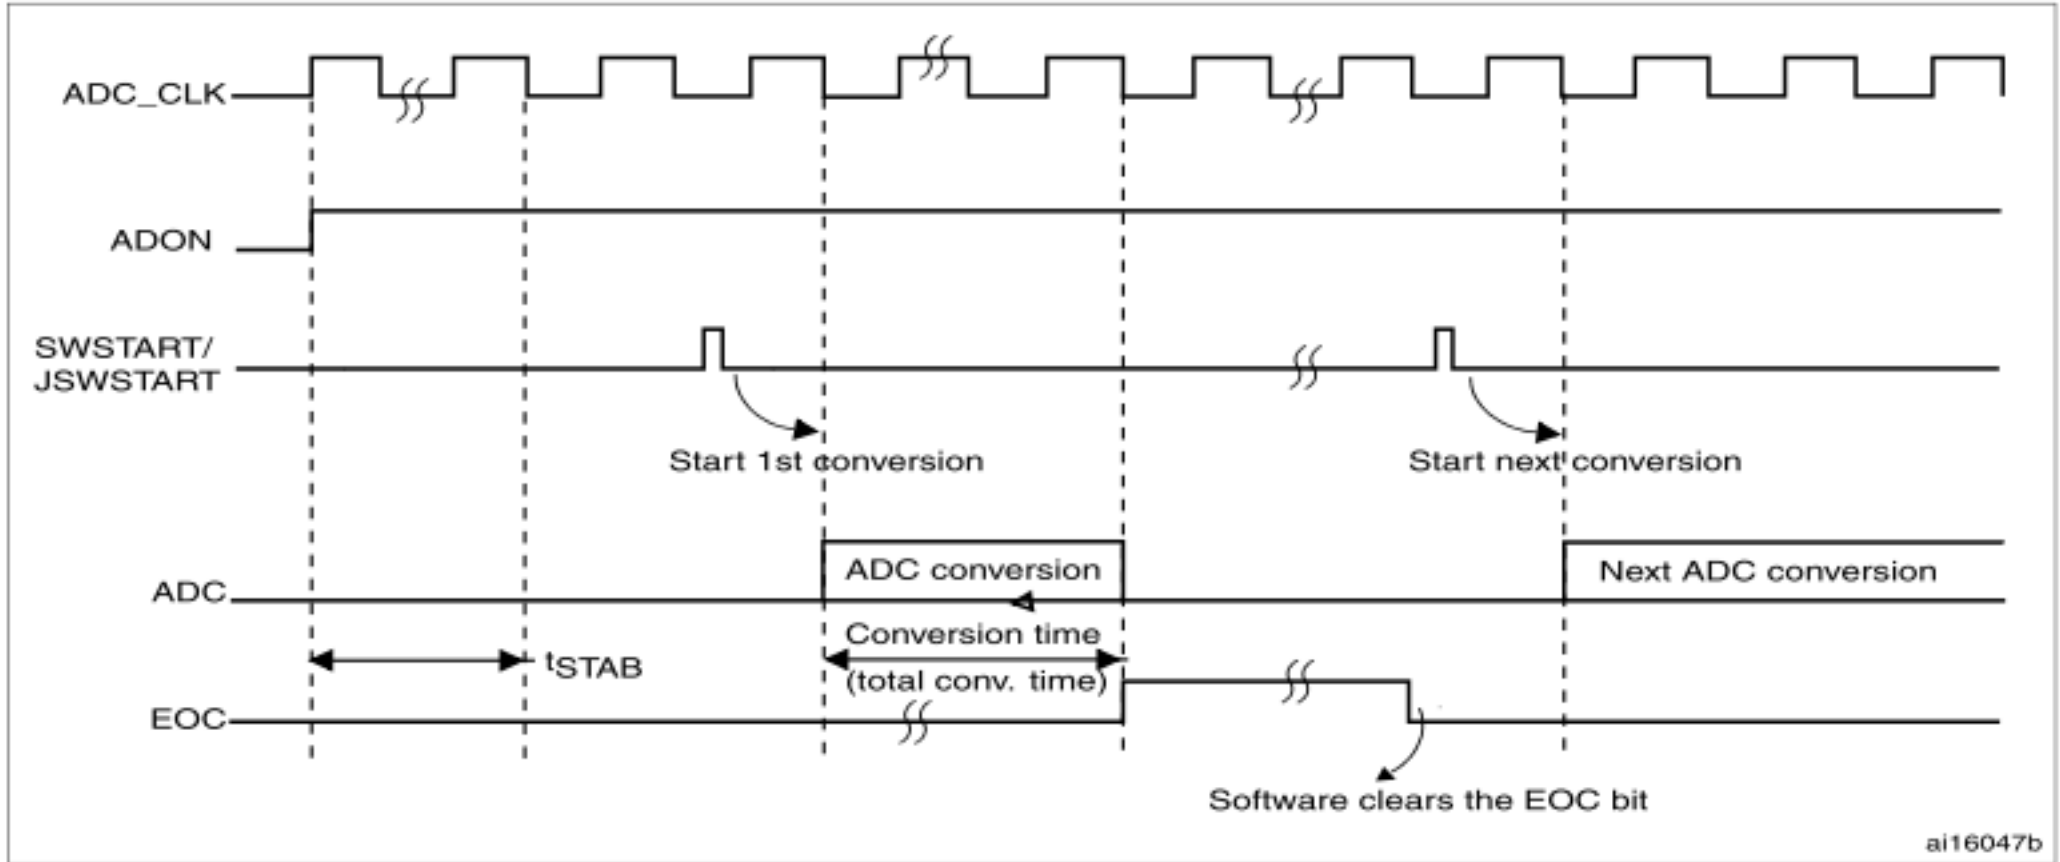 ADC_CLK
ADON
SWSTART/
JSWSTART
Start 1st conversion
Start next conversion
ADC
ADC conversion
Next ADC conversion
Conversion time
tSTAB
(total conv. time)
EOC
Software clears the EOC bit
ai16047b